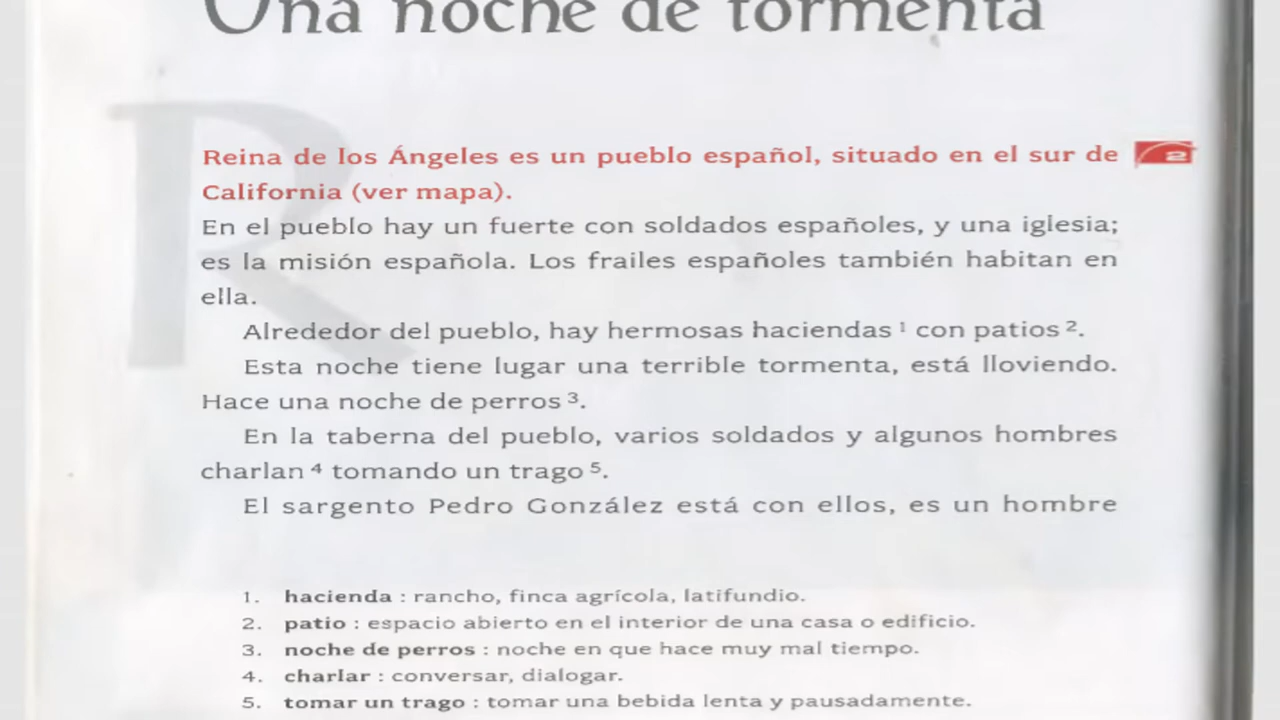 Una noche de tormenta
Reina de los Ángeles es un pueblo español, situado en el sur de
2
California (ver mapa).
En el pueblo hay un fuerte con soldados españoles, y una iglesia;
es la misión española. Los frailes españoles también habitan en
ella.
Alrededor del pueblo, hay hermosas haciendas ¹ con patios ².
Esta noche tiene lugar una terrible tormenta, está lloviendo.
Hace una noche de perros ³.
En la taberna del pueblo, varios soldados y algunos hombres
charlan ⁴ tomando un trago ⁵.
El sargento Pedro González está con ellos, es un hombre
1. hacienda : rancho, finca agrícola, latifundio.
2. patio : espacio abierto en el interior de una casa o edificio.
3. noche de perros : noche en que hace muy mal tiempo.
4. charlar : conversar, dialogar.
5. tomar un trago : tomar una bebida lenta y pausadamente.